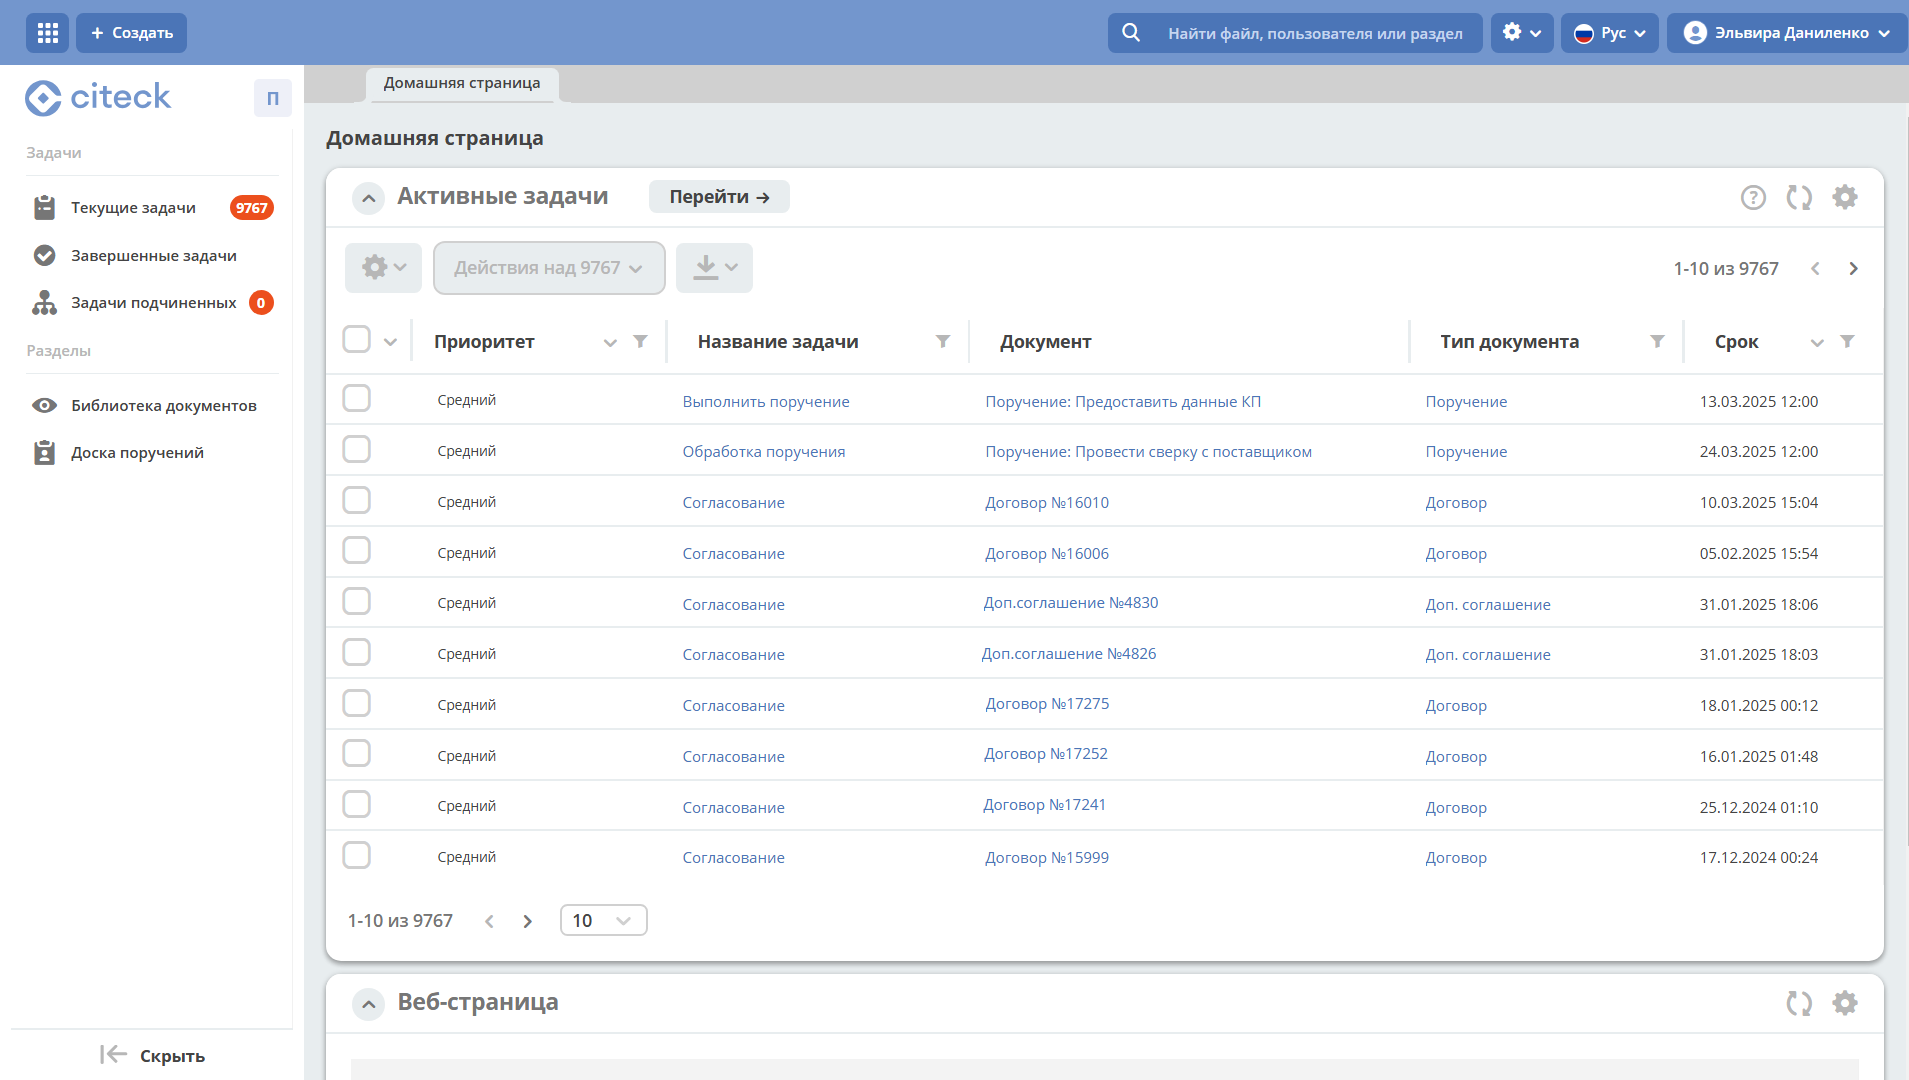 + Создать
Найти файл, пользователя или раздел
Рус
Эльвира Даниленко
citeck
П
Домашняя страница
Задачи
Текущие задачи 9767
Завершенные задачи
Задачи подчиненных 0
Разделы
Библиотека документов
Доска поручений
Скрыть
Домашняя страница
Активные задачи
Перейти →
Действия над 9767
1-10 из 9767
Приоритет Название задачи Документ Тип документа Срок
Средний Выполнить поручение Поручение: Предоставить данные КП Поручение 13.03.2025 12:00
Средний Обработка поручения Поручение: Провести сверку с поставщиком Поручение 24.03.2025 12:00
Средний Согласование Договор №16010 Договор 10.03.2025 15:04
Средний Согласование Договор №16006 Договор 05.02.2025 15:54
Средний Согласование Доп.соглашение №4830 Доп. соглашение 31.01.2025 18:06
Средний Согласование Доп.соглашение №4826 Доп. соглашение 31.01.2025 18:03
Средний Согласование Договор №17275 Договор 18.01.2025 00:12
Средний Согласование Договор №17252 Договор 16.01.2025 01:48
Средний Согласование Договор №17241 Договор 25.12.2024 01:10
Средний Согласование Договор №15999 Договор 17.12.2024 00:24
1-10 из 9767
10
Веб-страница